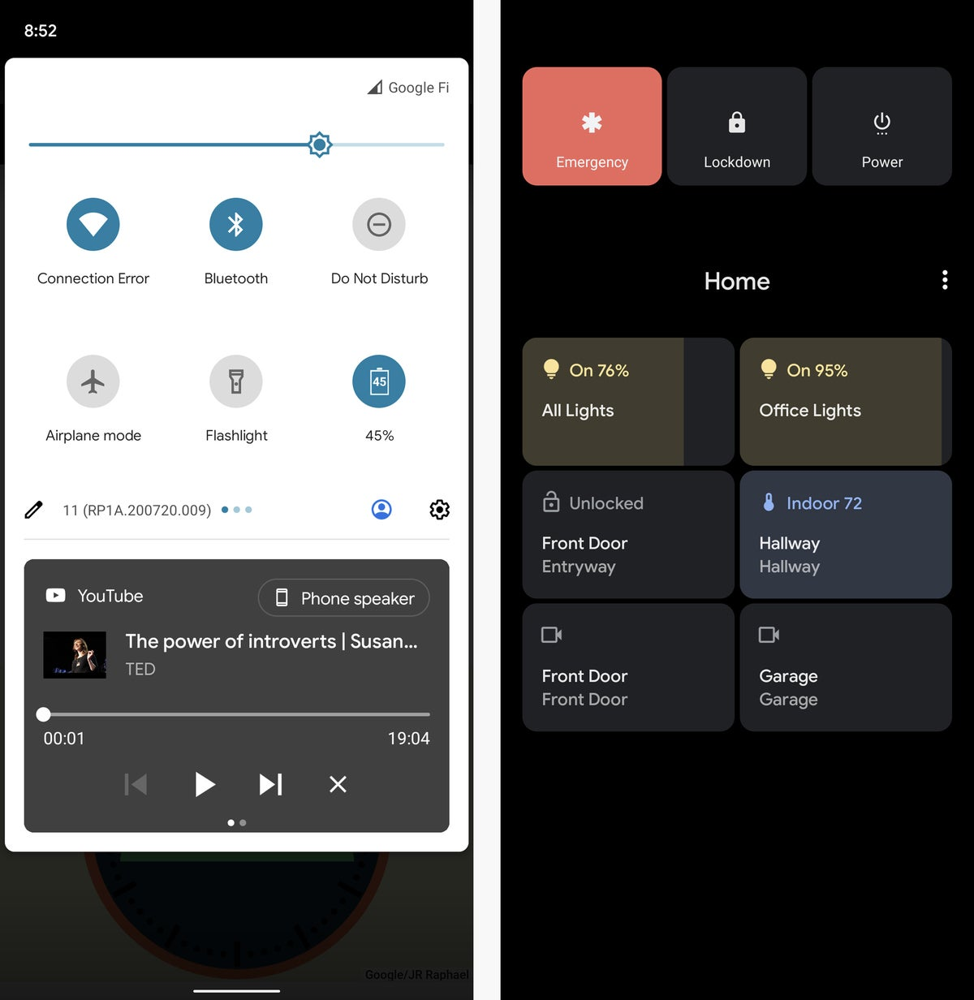 8:52
Google Fi
Connection Error
Bluetooth
Do Not Disturb
45
Airplane mode
Flashlight
45%
11 (RP1A.200720.009)
YouTube
Phone speaker
The power of introverts | Susan...
TED
00:01
19:04
Google/JR Raphael
Emergency
Lockdown
Power
Home
On 76%
All Lights
On 95%
Office Lights
Unlocked
Front Door
Entryway
Indoor 72
Hallway
Hallway
Front Door
Front Door
Garage
Garage